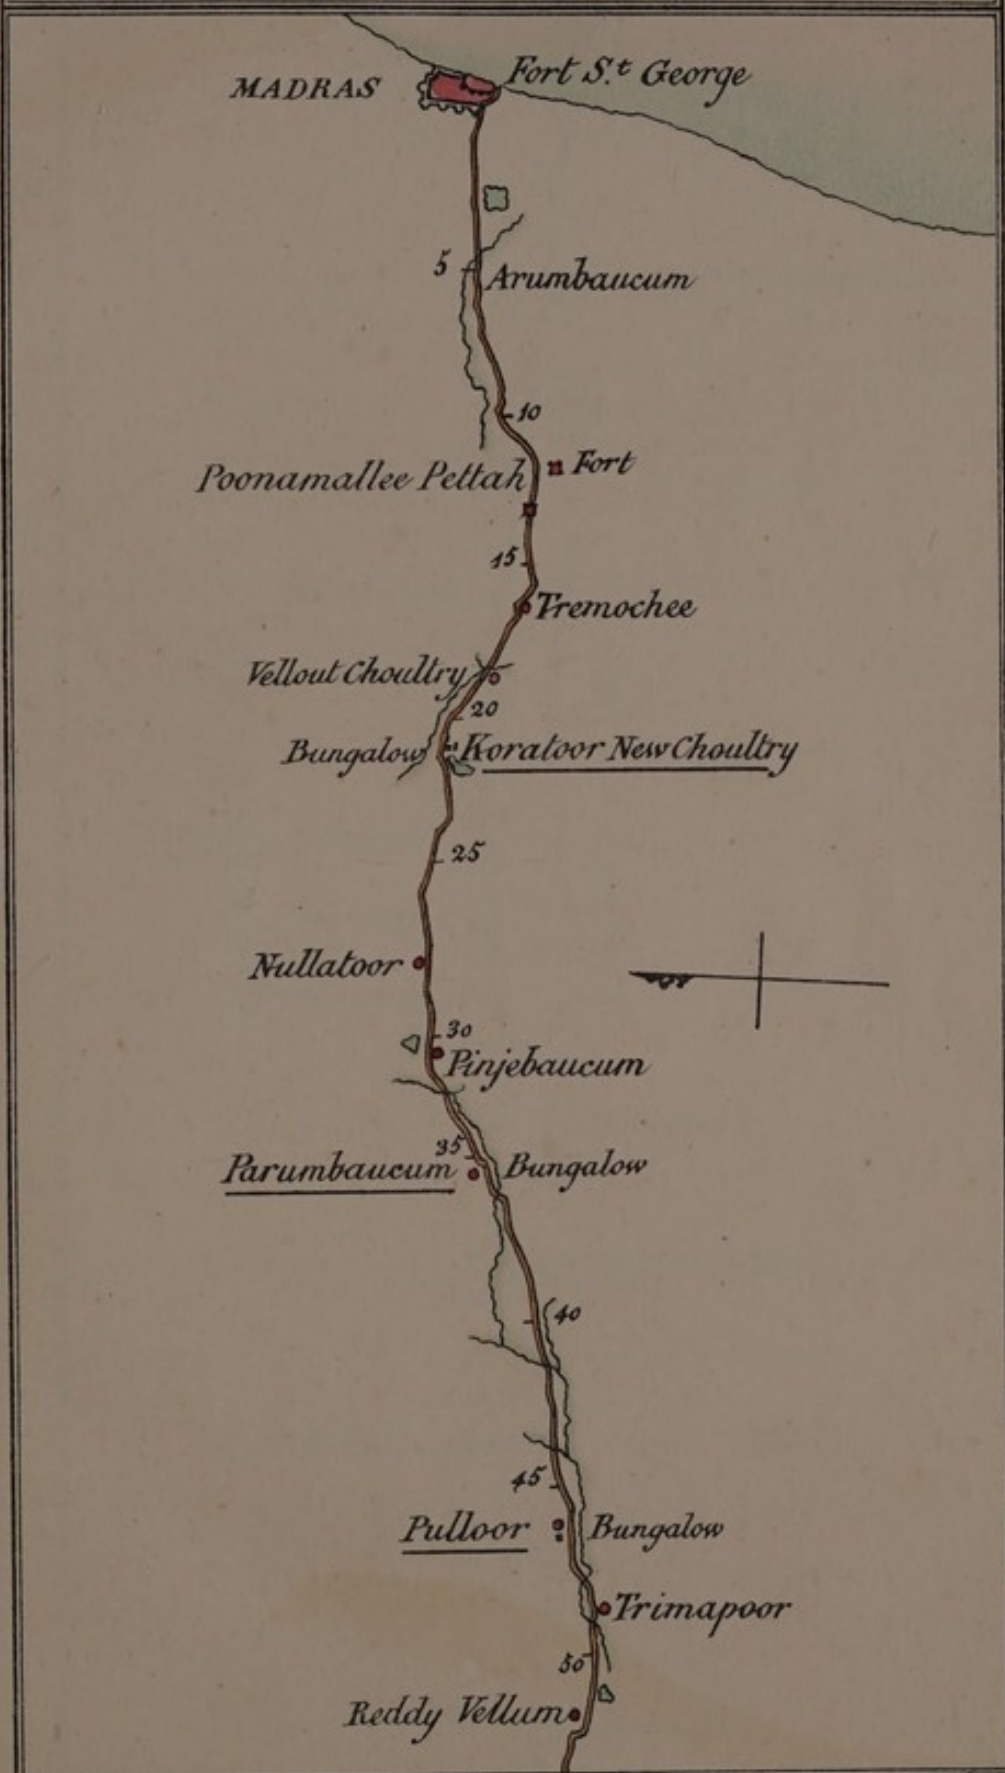 MADRAS
Fort S.t George
5
Arumbaucum
10
Poonamallee Pettah
Fort
15
Tremochee
Vellout Choultry
20
Bungalow
Koratoor New Choultry
25
Nullatoor
30
Pinjebaucum
35
Parumbaucum
Bungalow
40
45
Pulloor
Bungalow
Trimapoor
50
Reddy Vellum